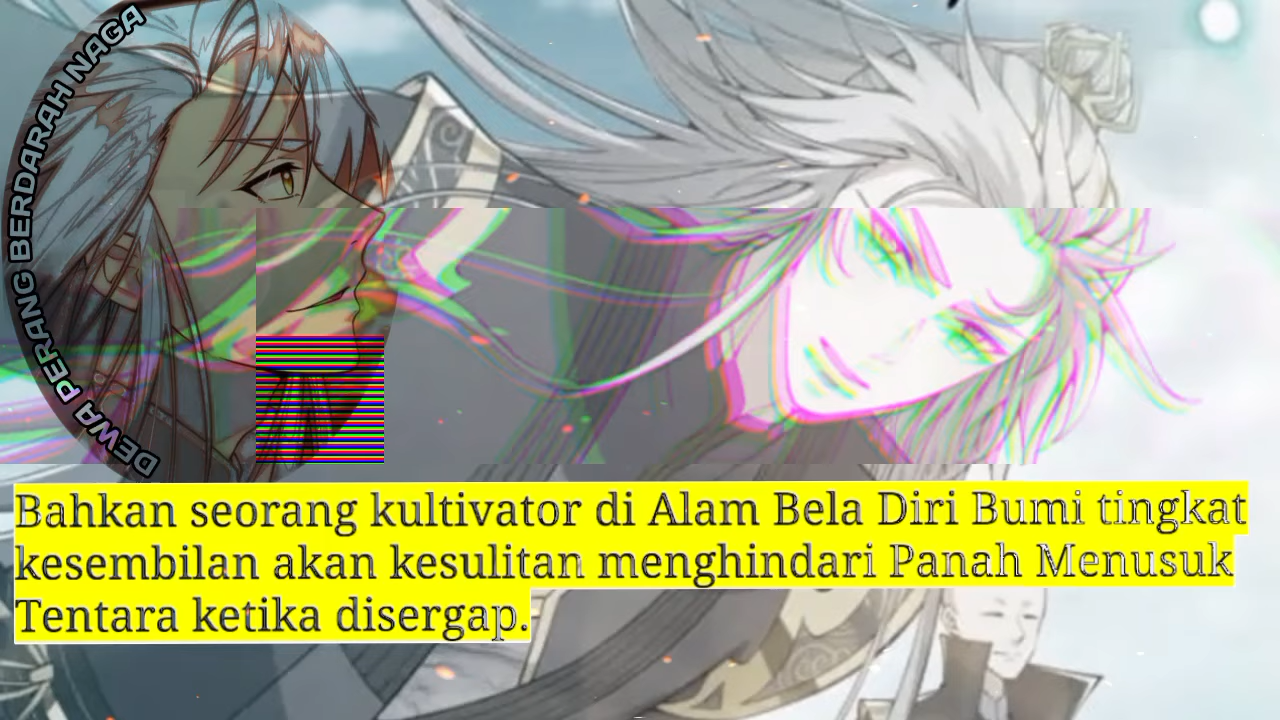 DEWA PERANG BERDARAH NAGA
Bahkan seorang kultivator di Alam Bela Diri Bumi tingkat
kesembilan akan kesulitan menghindari Panah Menusuk
Tentara ketika disergap.